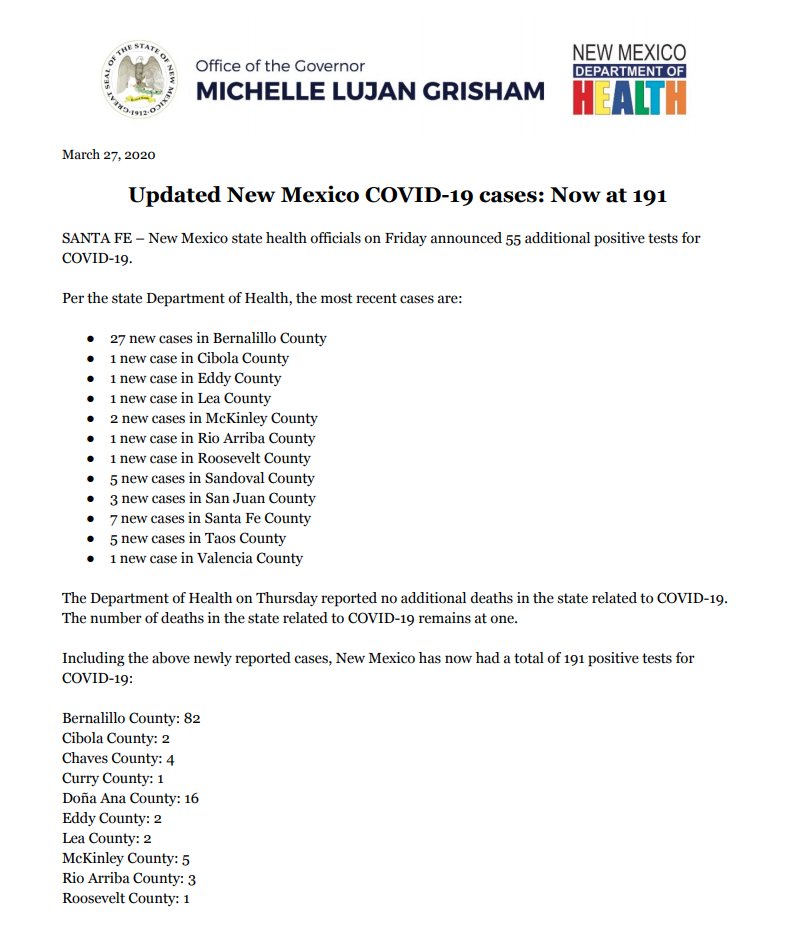 GREAT SEAL OF THE STATE OF NEW MEXICO
1912
Office of the Governor
MICHELLE LUJAN GRISHAM
NEW MEXICO
DEPARTMENT OF
HEALTH
March 27, 2020
Updated New Mexico COVID-19 cases: Now at 191
SANTA FE – New Mexico state health officials on Friday announced 55 additional positive tests for
COVID-19.
Per the state Department of Health, the most recent cases are:
● 27 new cases in Bernalillo County
● 1 new case in Cibola County
● 1 new case in Eddy County
● 1 new case in Lea County
● 2 new cases in McKinley County
● 1 new case in Rio Arriba County
● 1 new case in Roosevelt County
● 5 new cases in Sandoval County
● 3 new cases in San Juan County
● 7 new cases in Santa Fe County
● 5 new cases in Taos County
● 1 new case in Valencia County
The Department of Health on Thursday reported no additional deaths in the state related to COVID-19.
The number of deaths in the state related to COVID-19 remains at one.
Including the above newly reported cases, New Mexico has now had a total of 191 positive tests for
COVID-19:
Bernalillo County: 82
Cibola County: 2
Chaves County: 4
Curry County: 1
Doña Ana County: 16
Eddy County: 2
Lea County: 2
McKinley County: 5
Rio Arriba County: 3
Roosevelt County: 1